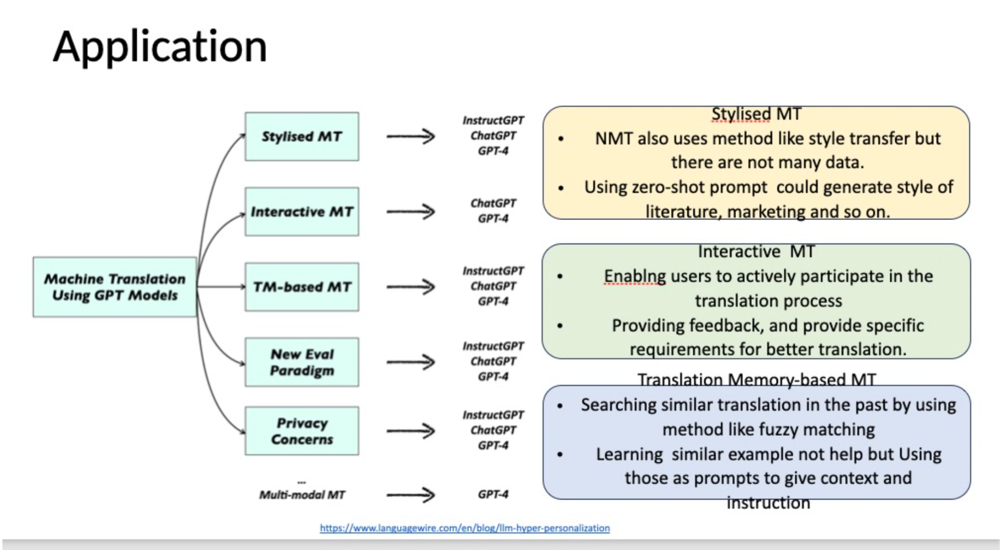 Application
Machine Translation
Using GPT Models
Stylised MT
InstructGPT
ChatGPT
GPT-4
Interactive MT
ChatGPT
GPT-4
TM-based MT
InstructGPT
ChatGPT
GPT-4
New Eval
Paradigm
InstructGPT
ChatGPT
GPT-4
Privacy
Concerns
InstructGPT
ChatGPT
GPT-4
...
Multi-modal MT
GPT-4
Stylised MT
• NMT also uses method like style transfer but
there are not many data.
• Using zero-shot prompt could generate style of
literature, marketing and so on.
Interactive MT
• Enablng users to actively participate in the
translation process
• Providing feedback, and provide specific
requirements for better translation.
Translation Memory-based MT
• Searching similar translation in the past by using
method like fuzzy matching
• Learning similar example not help but Using
those as prompts to give context and
instruction
https://www.languagewire.com/en/blog/llm-hyper-personalization